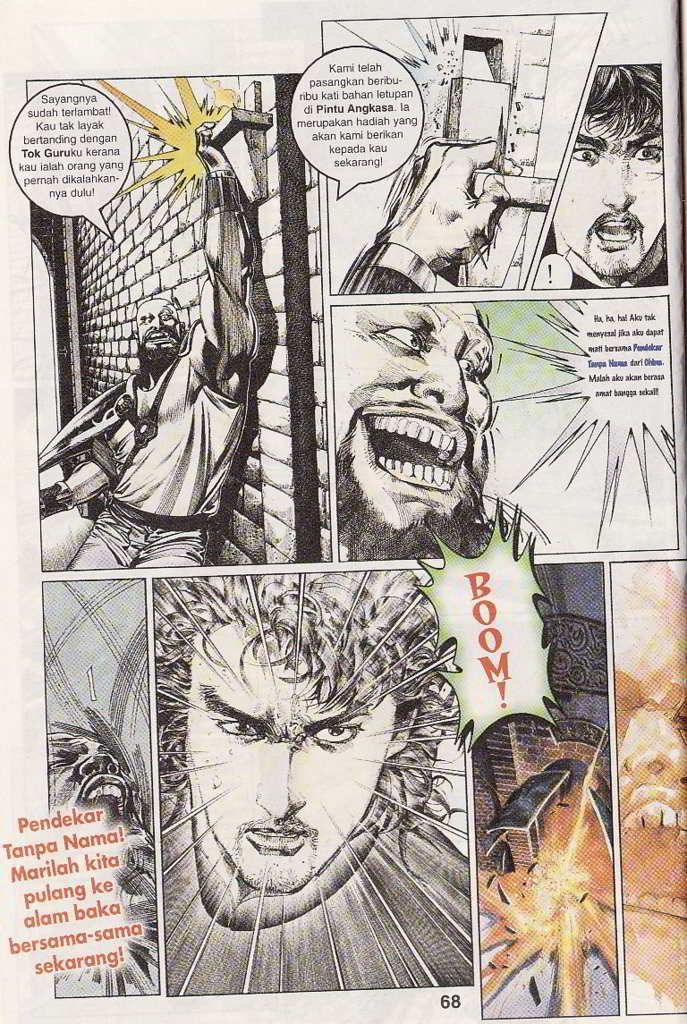 Sayangnya
sudah terlambat!
Kau tak layak
bertanding dengan
Tok Guruku kerana
kau ialah orang yang
pernah dikalahkan-
nya dulu!
Kami telah
pasangkan beribu-
ribu kati bahan letupan
di Pintu Angkasa. Ia
merupakan hadiah yang
akan kami berikan
kepada kau
sekarang!
!
Ha, ha, ha! Aku tak
menyesal jika aku dapat
mati bersama Pendekar
Tanpa Nama dari China.
Malah aku akan berasa
amat bangga sekali!
BOOM!
Pendekar
Tanpa Nama!
Marilah kita
pulang ke
alam baka
bersama-sama
sekarang!
68